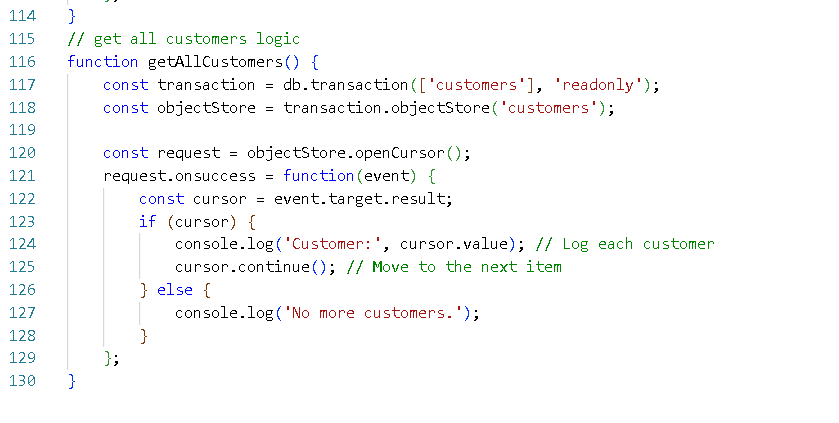 114 }
115 // get all customers logic
116 function getAllCustomers() {
117 const transaction = db.transaction(['customers'], 'readonly');
118 const objectStore = transaction.objectStore('customers');
119
120 const request = objectStore.openCursor();
121 request.onsuccess = function(event) {
122 const cursor = event.target.result;
123 if (cursor) {
124 console.log('Customer:', cursor.value); // Log each customer
125 cursor.continue(); // Move to the next item
126 } else {
127 console.log('No more customers.');
128 }
129 };
130 }